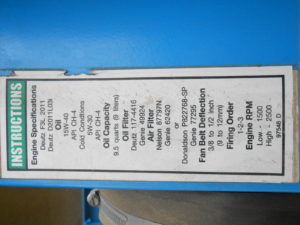 INSTRUCTIONS
Engine Specifications
Deutz F3L 2011
Deutz D2011L03i
Oil
15W-40
API CH-4
Cold Conditions
5W-30
API CH-4
Oil Capacity
9.5 quarts (9 liters)
Oil Filter
Deutz 117-4416
Genie 49924
Air Filter
Nelson 87797N
Genie 62420
or
Donaldson P822768-SP
Genie 77295
Fan Belt Deflection
3/8 to 1/2 inch
(9 to 12mm)
Firing Order
1-2-3
Engine RPM
Low - 1500
High - 2500
97548 D